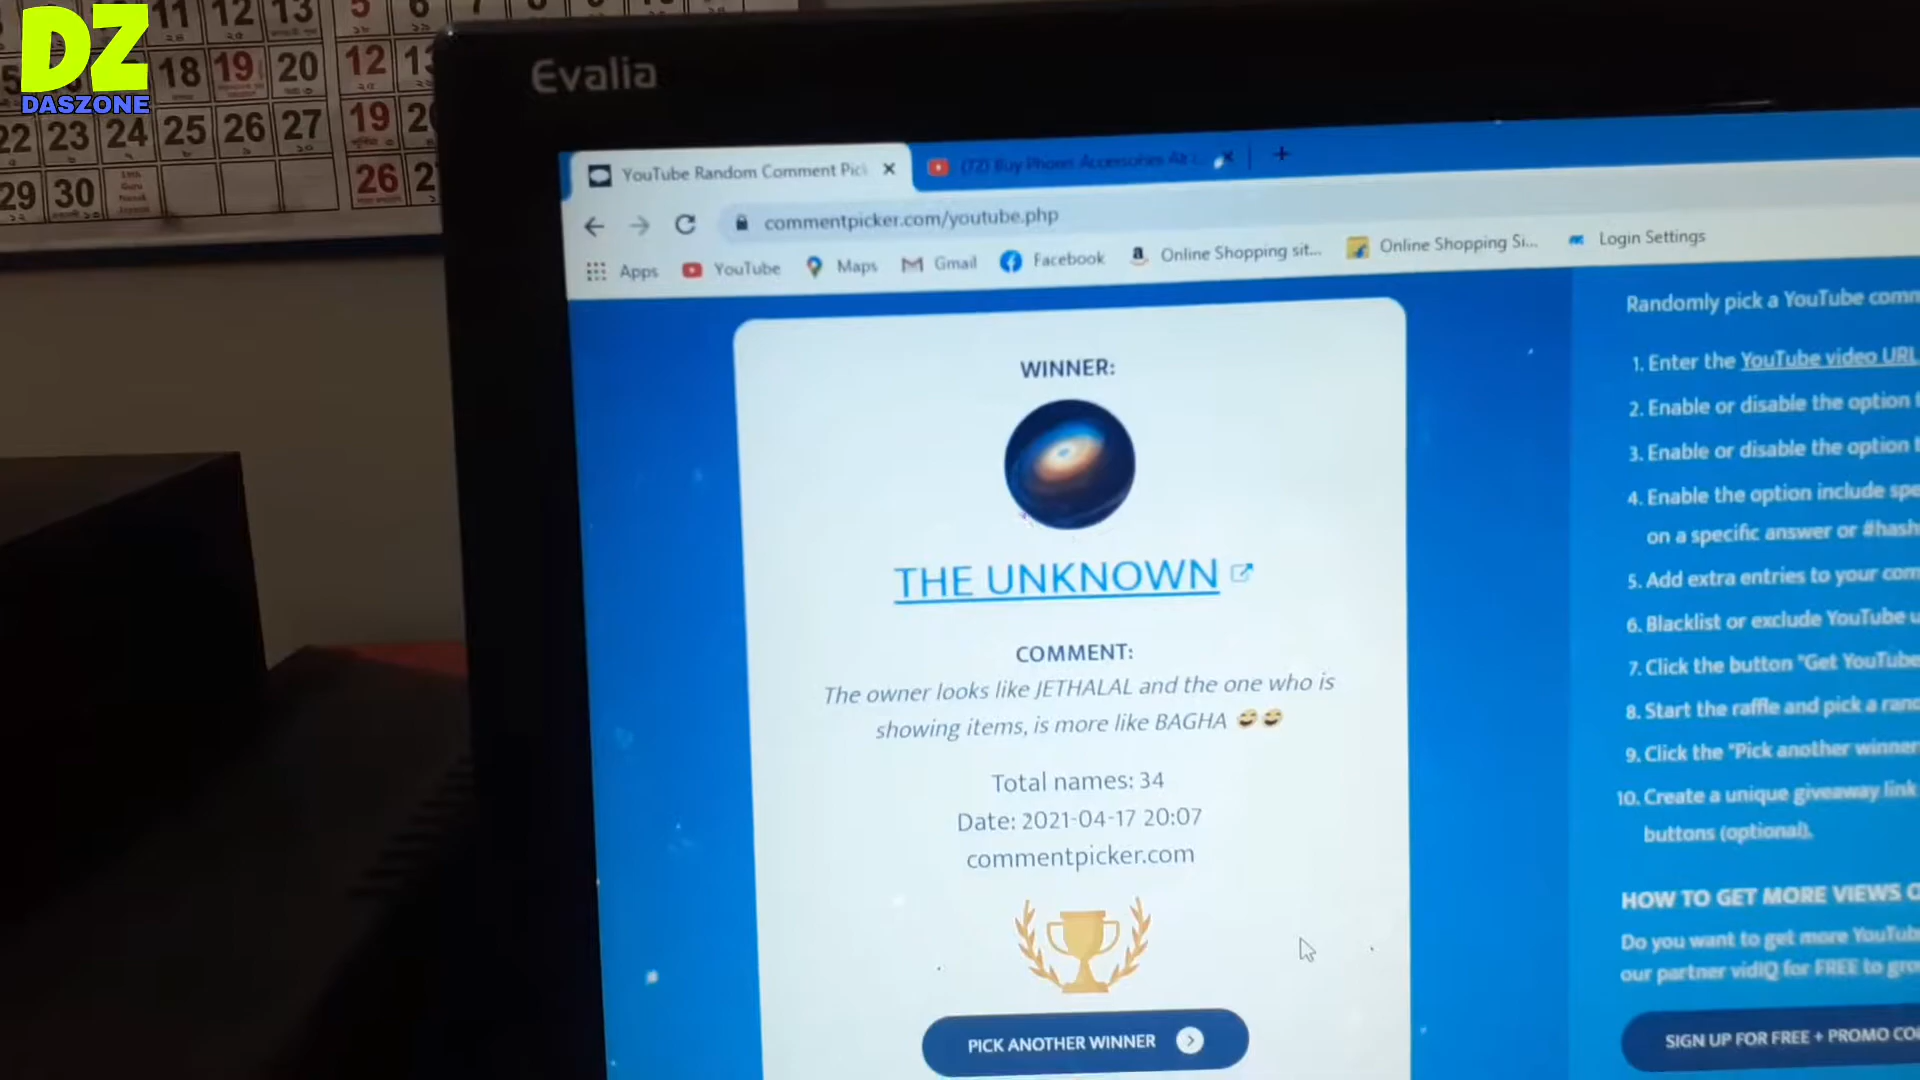 DZ
DASZONE
11 12 13 5 6
18 19 20 12
22 23 24 25 26 27 19
29 30 26
Evalia
YouTube Random Comment Pic
(72) Buy Phones Accessories
commentpicker.com/youtube.php
Apps YouTube Maps Gmail Facebook Online Shopping sit... Online Shopping Si... Login Settings
WINNER:
THE UNKNOWN
COMMENT:
The owner looks like JETHALAL and the one who is
showing items, is more like BAGHA 😂😂
Total names: 34
Date: 2021-04-17 20:07
commentpicker.com
PICK ANOTHER WINNER
Randomly pick a YouTube comm
1. Enter the YouTube video URL
2. Enable or disable the option
3. Enable or disable the option
4. Enable the option include spe
on a specific answer or #hash
5. Add extra entries to your com
6. Blacklist or exclude YouTube u
7. Click the button "Get YouTube
8. Start the raffle and pick a rand
9. Click the "Pick another winner
10. Create a unique giveaway link
buttons (optional).
HOW TO GET MORE VIEWS O
Do you want to get more YouTub
our partner vidIQ for FREE to gro
SIGN UP FOR FREE + PROMO CO